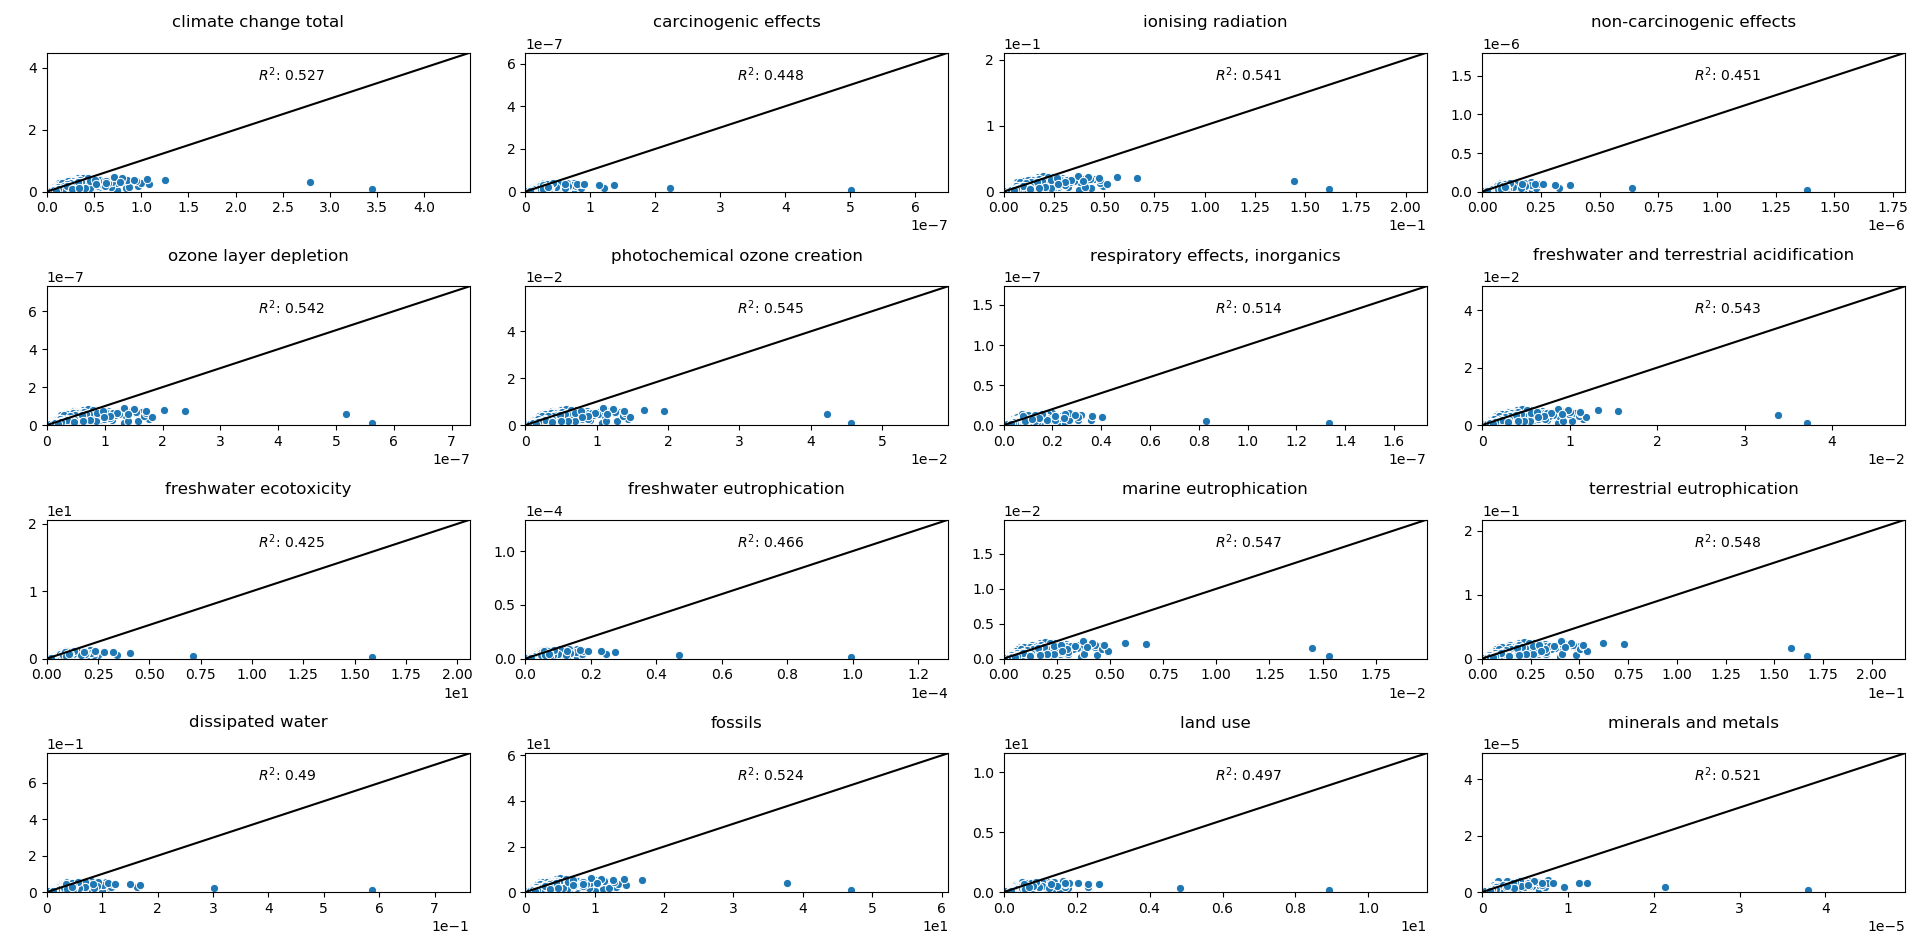 climate change total
carcinogenic effects
ionising radiation
non-carcinogenic effects
1e−7
1e−1
1e−6
R²: 0.527
R²: 0.448
R²: 0.541
R²: 0.451
4
2
0
6
4
2
0
2
1
0
1.5
1.0
0.5
0.0
0.0 0.5 1.0 1.5 2.0 2.5 3.0 3.5 4.0
0 1 2 3 4 5 6
0.00 0.25 0.50 0.75 1.00 1.25 1.50 1.75 2.00
0.00 0.25 0.50 0.75 1.00 1.25 1.50 1.75
1e−7
1e−1
1e−6
ozone layer depletion
photochemical ozone creation
respiratory effects, inorganics
freshwater and terrestrial acidification
1e−7
1e−2
1e−7
1e−2
R²: 0.542
R²: 0.545
R²: 0.514
R²: 0.543
6
4
2
0
4
2
0
1.5
1.0
0.5
0.0
4
2
0
0 1 2 3 4 5 6 7
0 1 2 3 4 5
0.0 0.2 0.4 0.6 0.8 1.0 1.2 1.4 1.6
0 1 2 3 4
1e−7
1e−2
1e−7
1e−2
freshwater ecotoxicity
freshwater eutrophication
marine eutrophication
terrestrial eutrophication
1e1
1e−4
1e−2
1e−1
R²: 0.425
R²: 0.466
R²: 0.547
R²: 0.548
2
1
0
1.0
0.5
0.0
1.5
1.0
0.5
0.0
2
1
0
0.00 0.25 0.50 0.75 1.00 1.25 1.50 1.75 2.00
0.0 0.2 0.4 0.6 0.8 1.0 1.2
0.00 0.25 0.50 0.75 1.00 1.25 1.50 1.75
0.00 0.25 0.50 0.75 1.00 1.25 1.50 1.75 2.00
1e1
1e−4
1e−2
1e−1
dissipated water
fossils
land use
minerals and metals
1e−1
1e1
1e1
1e−5
R²: 0.49
R²: 0.524
R²: 0.497
R²: 0.521
6
4
2
0
6
4
2
0
1.0
0.5
0.0
4
2
0
0 1 2 3 4 5 6 7
0 1 2 3 4 5 6
0.0 0.2 0.4 0.6 0.8 1.0
0 1 2 3 4
1e−1
1e1
1e1
1e−5